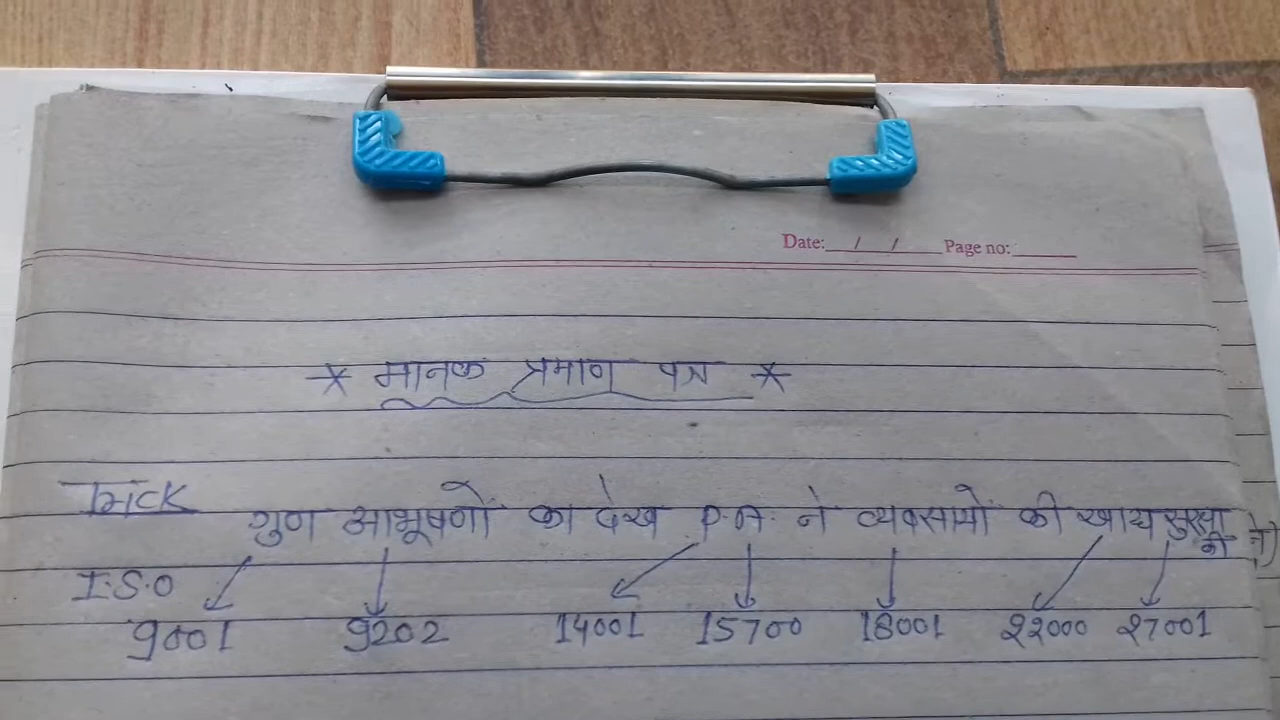 Date: / / Page no:
* मानक प्रमाण पत्र *
Trick गुण आभूषणों का देख P.A. ने व्यवसायों की खाद्य सुरक्षा की
I.S.O
9001 9202 14001 15700 18001 22000 27001